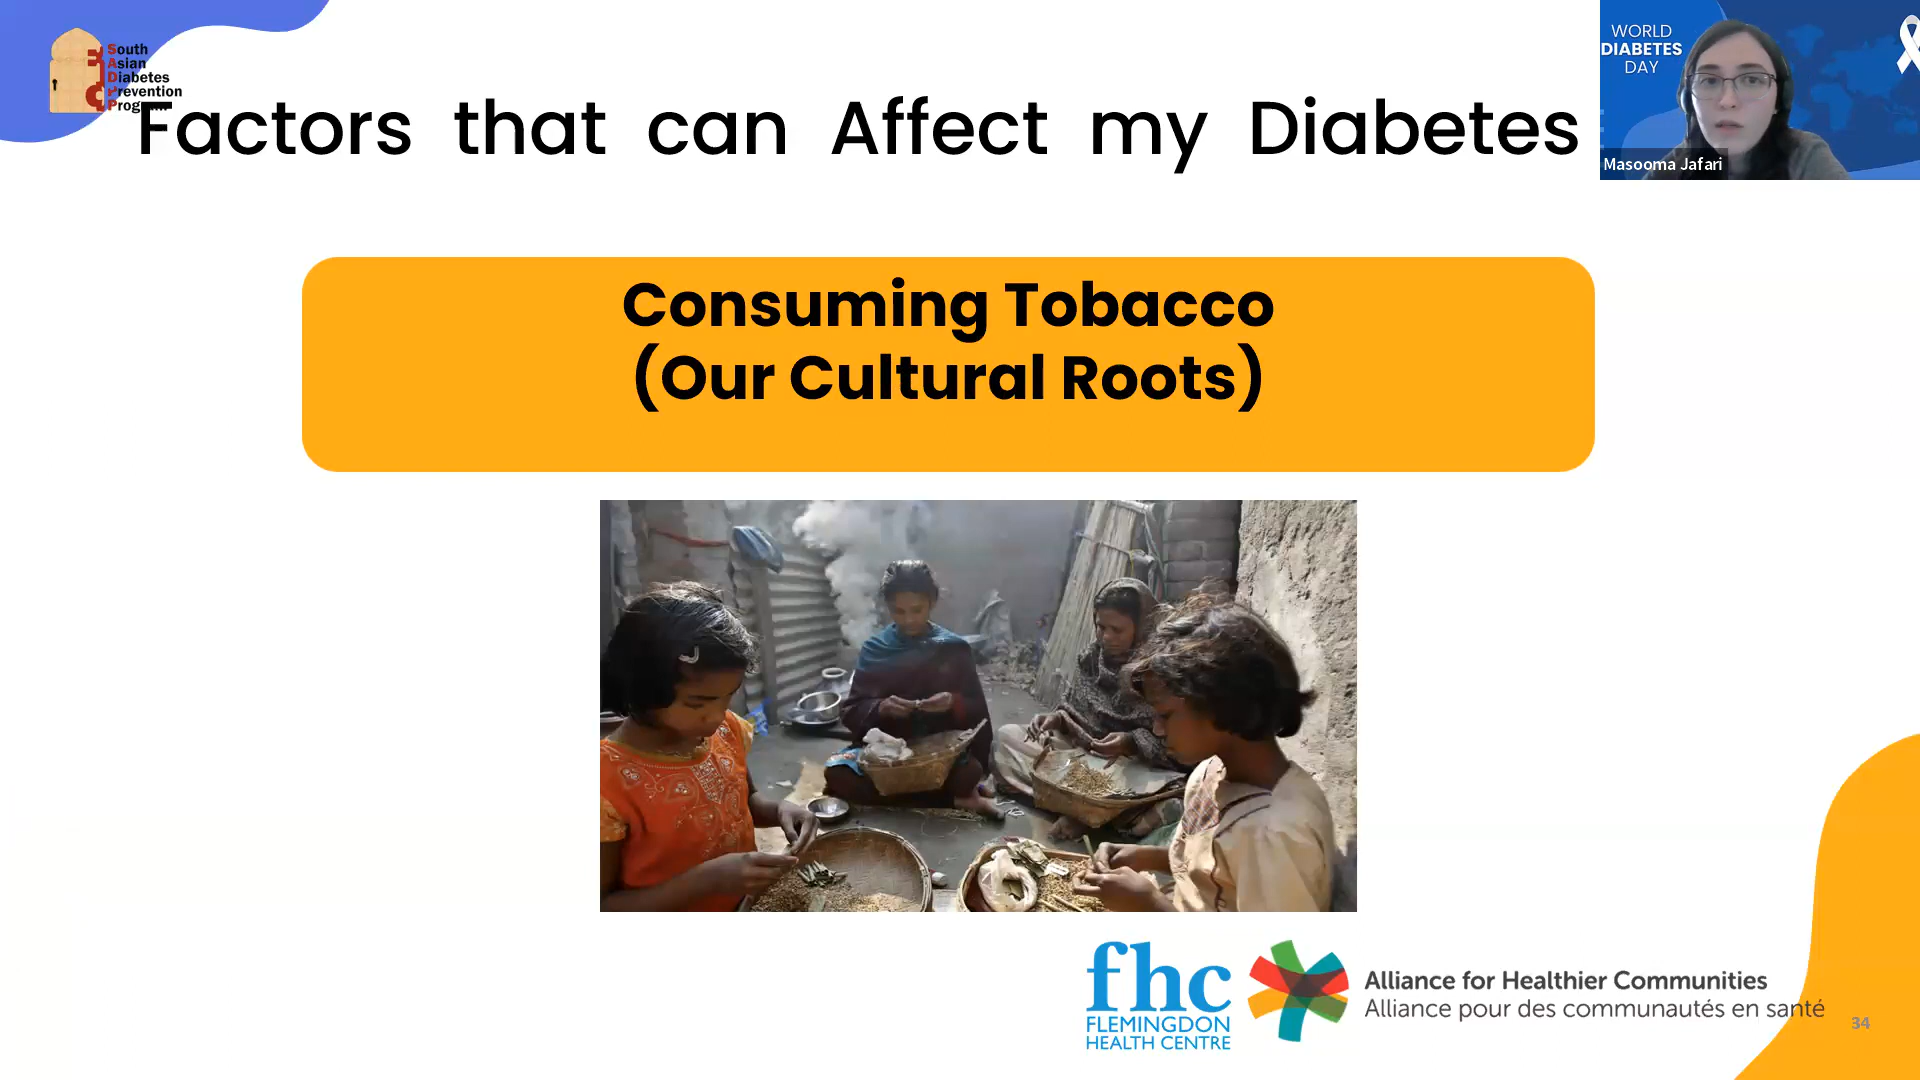 South
Asian
Diabetes
Prevention
Program
Factors that can Affect my Diabetes
WORLD
DIABETES
DAY
Masooma Jafari
Consuming Tobacco
(Our Cultural Roots)
fhc
FLEMINGDON
HEALTH CENTRE
Alliance for Healthier Communities
Alliance pour des communautés en santé
34